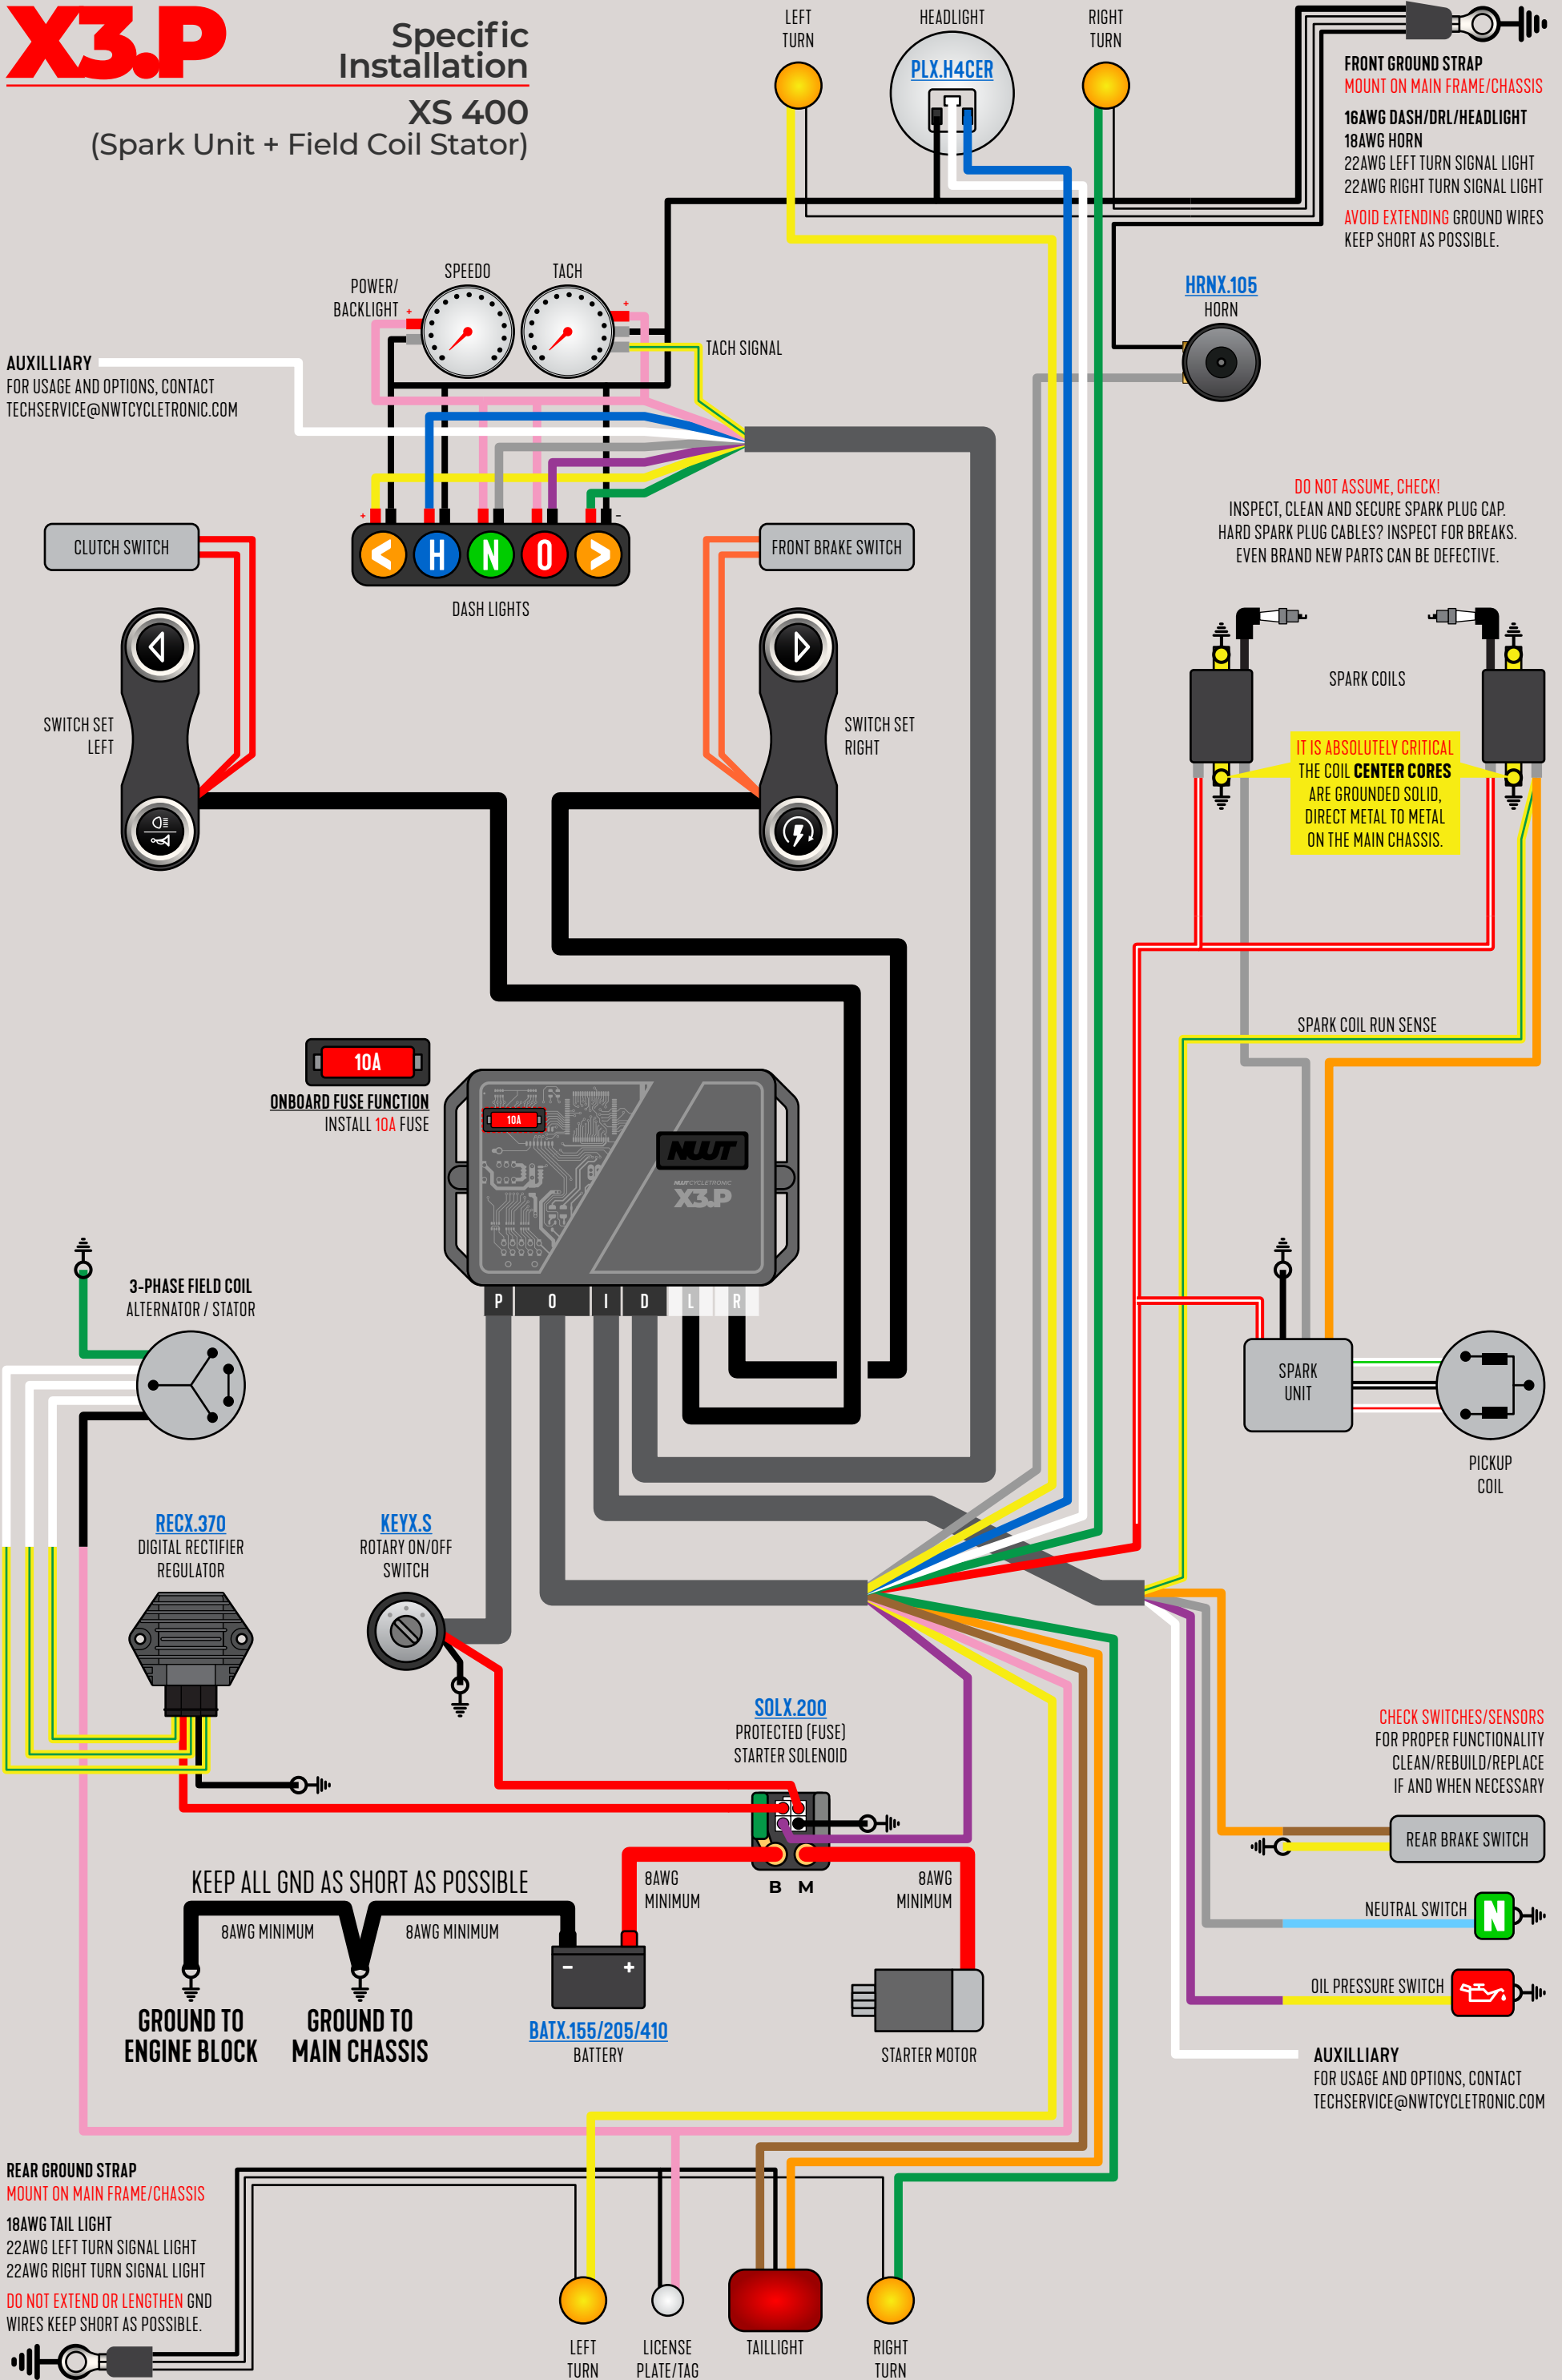 X3.P
Specific
Installation
XS 400
(Spark Unit + Field Coil Stator)
LEFT
TURN
HEADLIGHT
PLX.H4CER
RIGHT
TURN
FRONT GROUND STRAP
MOUNT ON MAIN FRAME/CHASSIS
16AWG DASH/DRL/HEADLIGHT
18AWG HORN
22AWG LEFT TURN SIGNAL LIGHT
22AWG RIGHT TURN SIGNAL LIGHT
AVOID EXTENDING GROUND WIRES
KEEP SHORT AS POSSIBLE.
HRNX.105
HORN
POWER/
BACKLIGHT
SPEEDO
TACH
+
+
TACH SIGNAL
AUXILLIARY
FOR USAGE AND OPTIONS, CONTACT
TECHSERVICE@NWTCYCLETRONIC.COM
+
-
< H N O >
DASH LIGHTS
CLUTCH SWITCH
FRONT BRAKE SWITCH
SWITCH SET
LEFT
SWITCH SET
RIGHT
DO NOT ASSUME, CHECK!
INSPECT, CLEAN AND SECURE SPARK PLUG CAP.
HARD SPARK PLUG CABLES? INSPECT FOR BREAKS.
EVEN BRAND NEW PARTS CAN BE DEFECTIVE.
SPARK COILS
IT IS ABSOLUTELY CRITICAL
THE COIL CENTER CORES
ARE GROUNDED SOLID,
DIRECT METAL TO METAL
ON THE MAIN CHASSIS.
SPARK COIL RUN SENSE
10A
ONBOARD FUSE FUNCTION
INSTALL 10A FUSE
10A
NWT
NWTCYCLETRONIC
X3.P
P O I D L R
3-PHASE FIELD COIL
ALTERNATOR / STATOR
SPARK
UNIT
PICKUP
COIL
RECX.370
DIGITAL RECTIFIER
REGULATOR
KEYX.S
ROTARY ON/OFF
SWITCH
SOLX.200
PROTECTED (FUSE)
STARTER SOLENOID
B M
8AWG
MINIMUM
8AWG
MINIMUM
KEEP ALL GND AS SHORT AS POSSIBLE
8AWG MINIMUM
8AWG MINIMUM
GROUND TO
ENGINE BLOCK
GROUND TO
MAIN CHASSIS
- +
BATX.155/205/410
BATTERY
STARTER MOTOR
CHECK SWITCHES/SENSORS
FOR PROPER FUNCTIONALITY
CLEAN/REBUILD/REPLACE
IF AND WHEN NECESSARY
REAR BRAKE SWITCH
NEUTRAL SWITCH
N
OIL PRESSURE SWITCH
AUXILLIARY
FOR USAGE AND OPTIONS, CONTACT
TECHSERVICE@NWTCYCLETRONIC.COM
REAR GROUND STRAP
MOUNT ON MAIN FRAME/CHASSIS
18AWG TAIL LIGHT
22AWG LEFT TURN SIGNAL LIGHT
22AWG RIGHT TURN SIGNAL LIGHT
DO NOT EXTEND OR LENGTHEN GND
WIRES KEEP SHORT AS POSSIBLE.
LEFT
TURN
LICENSE
PLATE/TAG
TAILLIGHT
RIGHT
TURN